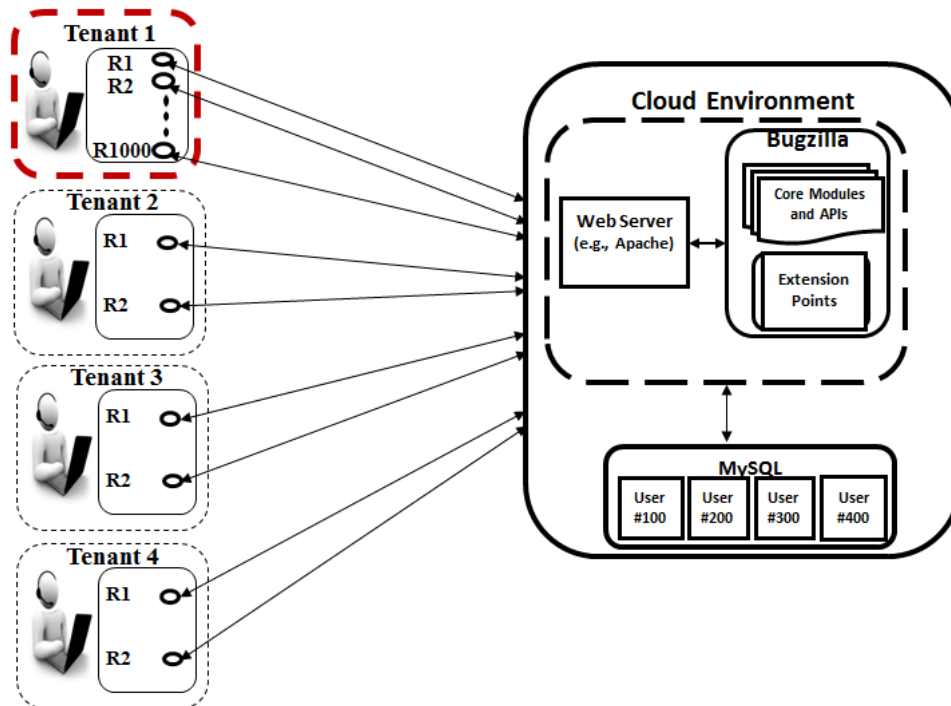 Tenant 1
R1
R2
R1000
Tenant 2
R1
R2
Tenant 3
R1
R2
Tenant 4
R1
R2
Cloud Environment
Web Server
(e.g., Apache)
Bugzilla
Core Modules
and APIs
Extension
Points
MySQL
User
#100
User
#200
User
#300
User
#400